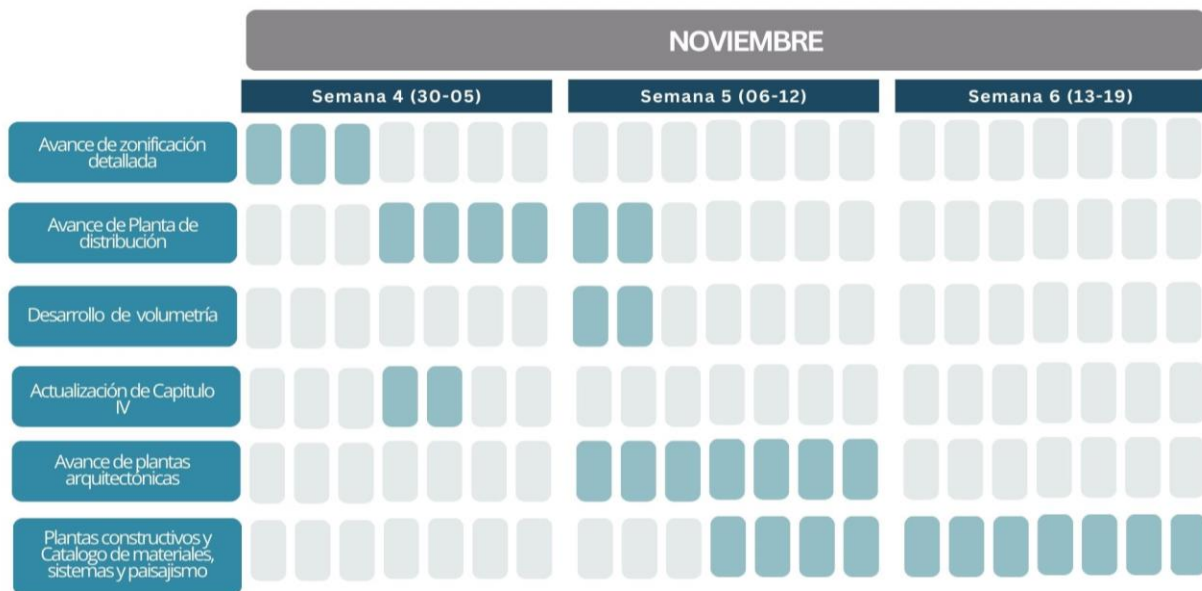 NOVIEMBRE
Semana 4 (30-05)
Semana 5 (06-12)
Semana 6 (13-19)
Avance de zonificación
detallada
Avance de Planta de
distribución
Desarrollo de volumetría
Actualización de Capitulo
IV
Avance de plantas
arquitectónicas
Plantas constructivos y
Catalogo de materiales,
sistemas y paisajismo